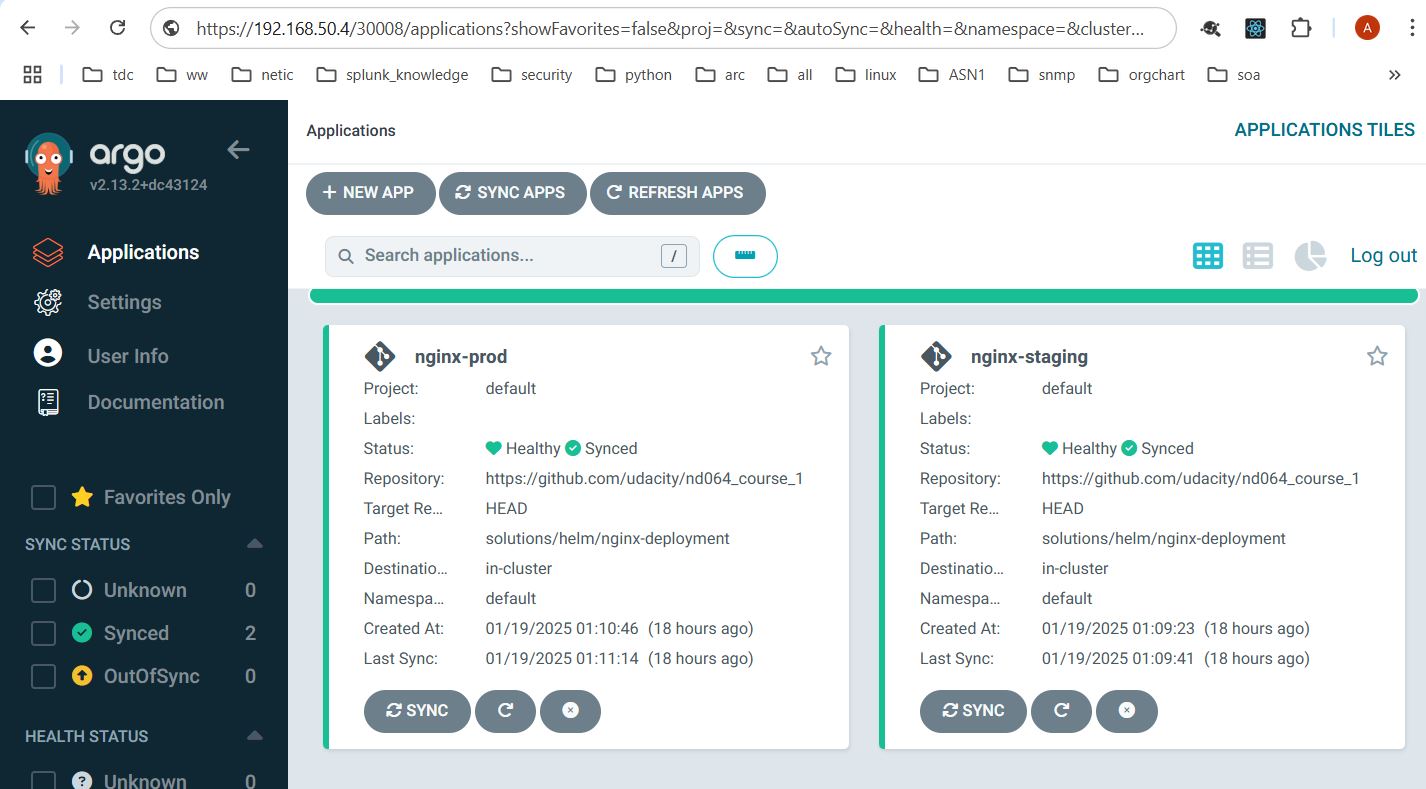 https://192.168.50.4/30008/applications?showFavorites=false&proj=&sync=&autoSync=&health=&namespace=&cluster...
A
tdc ww netic splunk_knowledge security python arc all linux ASN1 snmp orgchart soa »
argo
v2.13.2+dc43124
Applications
Settings
User Info
Documentation
Favorites Only
SYNC STATUS
Unknown 0
Synced 2
OutOfSync 0
HEALTH STATUS
Unknown 0
Applications
APPLICATIONS TILES
+ NEW APP SYNC APPS REFRESH APPS
Search applications... /
Log out
nginx-prod
Project: default
Labels:
Status: Healthy Synced
Repository: https://github.com/udacity/nd064_course_1
Target Re... HEAD
Path: solutions/helm/nginx-deployment
Destinatio... in-cluster
Namespa... default
Created At: 01/19/2025 01:10:46 (18 hours ago)
Last Sync: 01/19/2025 01:11:14 (18 hours ago)
SYNC
nginx-staging
Project: default
Labels:
Status: Healthy Synced
Repository: https://github.com/udacity/nd064_course_1
Target Re... HEAD
Path: solutions/helm/nginx-deployment
Destinatio... in-cluster
Namespa... default
Created At: 01/19/2025 01:09:23 (18 hours ago)
Last Sync: 01/19/2025 01:09:41 (18 hours ago)
SYNC